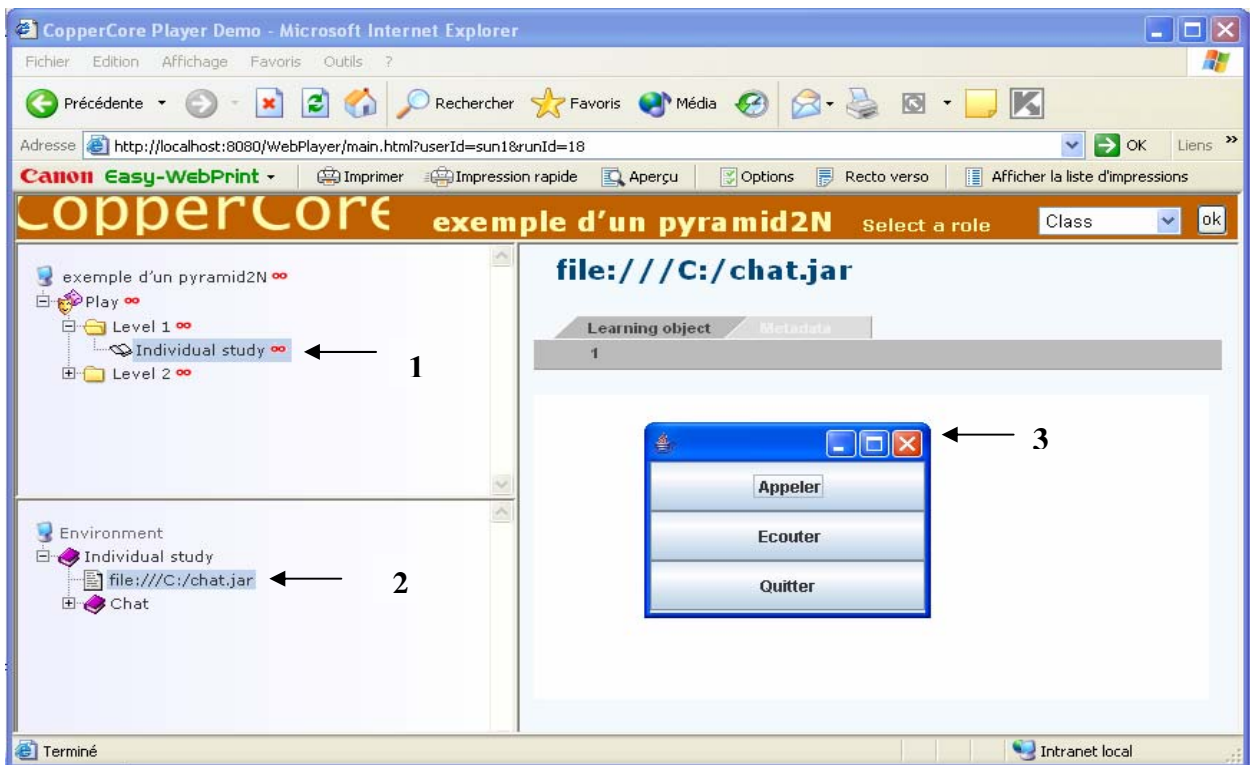 CopperCore Player Demo - Microsoft Internet Explorer
Fichier Edition Affichage Favoris Outils ?
Précédente Rechercher Favoris Média
Adresse http://localhost:8080/WebPlayer/main.html?userId=sun1&runId=18 OK Liens »
Canon Easy-WebPrint Imprimer Impression rapide Aperçu Options Recto verso Afficher la liste d'impressions
CopperCore exemple d'un pyramid2N Select a role Class ok
exemple d'un pyramid2N
Play
Level 1
Individual study
1
Level 2
Environment
Individual study
file:///C:/chat.jar
2
Chat
file:///C:/chat.jar
Learning object Metadata
1
3
Appeler
Ecouter
Quitter
Terminé Intranet local